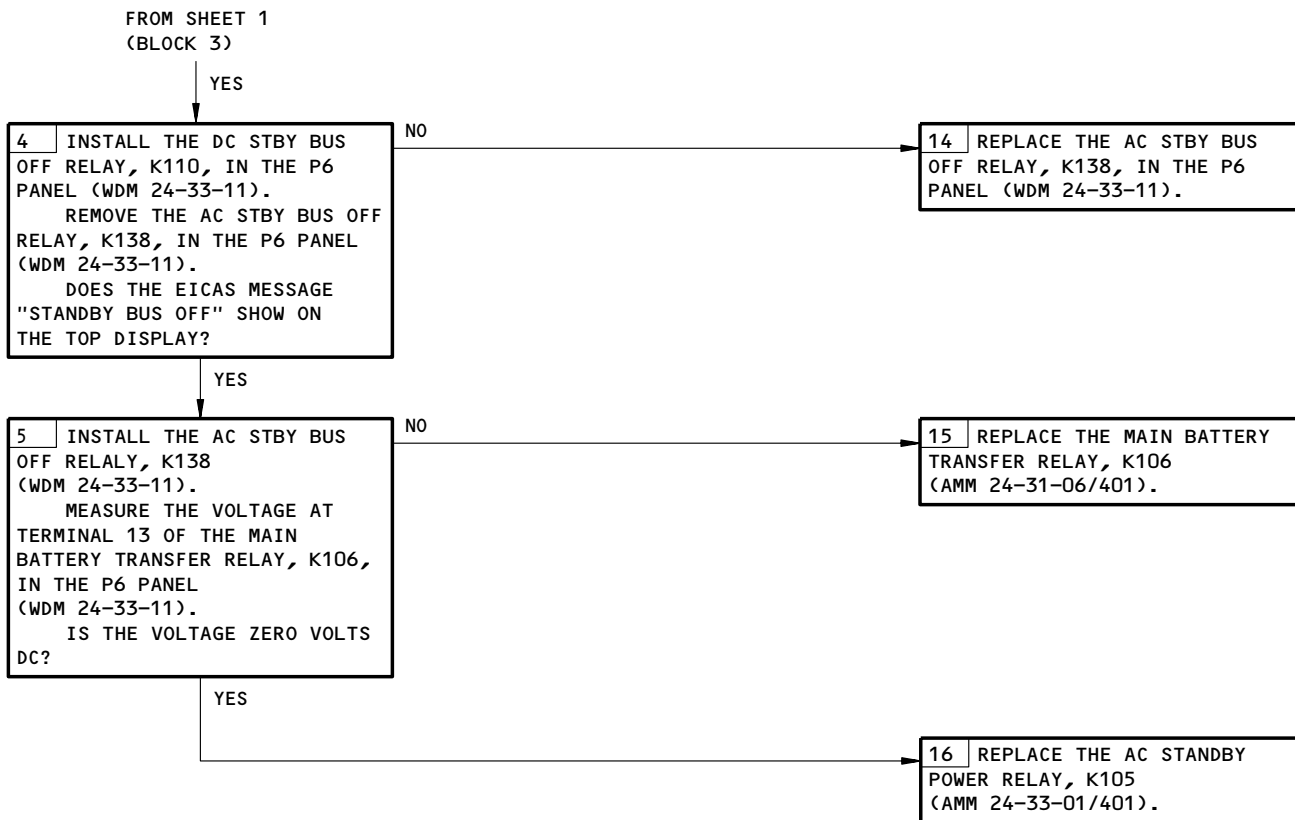 FROM SHEET 1
(BLOCK 3)
YES
4 INSTALL THE DC STBY BUS
OFF RELAY, K110, IN THE P6
PANEL (WDM 24-33-11).
REMOVE THE AC STBY BUS OFF
RELAY, K138, IN THE P6 PANEL
(WDM 24-33-11).
DOES THE EICAS MESSAGE
"STANDBY BUS OFF" SHOW ON
THE TOP DISPLAY?
NO
14 REPLACE THE AC STBY BUS
OFF RELAY, K138, IN THE P6
PANEL (WDM 24-33-11).
YES
5 INSTALL THE AC STBY BUS
OFF RELALY, K138
(WDM 24-33-11).
MEASURE THE VOLTAGE AT
TERMINAL 13 OF THE MAIN
BATTERY TRANSFER RELAY, K106,
IN THE P6 PANEL
(WDM 24-33-11).
IS THE VOLTAGE ZERO VOLTS
DC?
NO
15 REPLACE THE MAIN BATTERY
TRANSFER RELAY, K106
(AMM 24-31-06/401).
YES
16 REPLACE THE AC STANDBY
POWER RELAY, K105
(AMM 24-33-01/401).